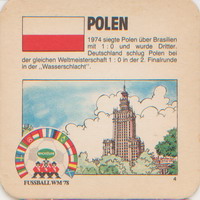 POLEN
1974 siegte Polen über Brasilien
mit 1 : 0 und wurde Dritter.
Deutschland schlug Polen bei
der gleichen Weltmeisterschaft 1 : 0 in der 2. Finalrunde
in der „Wasserschlacht“.
FUSSBALL WM '78